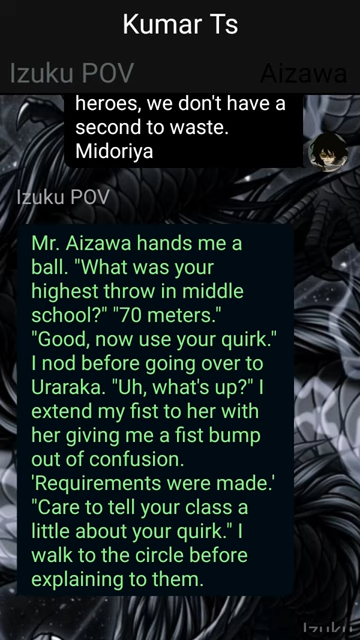 Kumar Ts
Izuku POV
Aizawa
heroes, we don't have a
second to waste.
Midoriya
Izuku POV
Mr. Aizawa hands me a
ball. "What was your
highest throw in middle
school?" "70 meters."
"Good, now use your quirk."
I nod before going over to
Uraraka. "Uh, what's up?" I
extend my fist to her with
her giving me a fist bump
out of confusion.
'Requirements were made.'
"Care to tell your class a
little about your quirk." I
walk to the circle before
explaining to them.